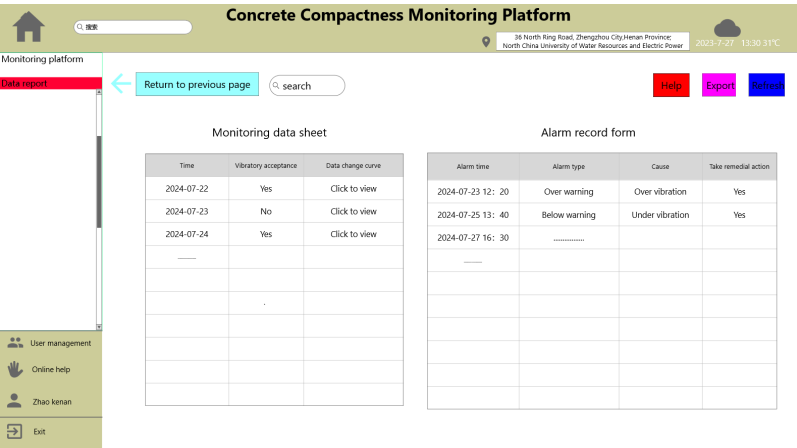 Concrete Compactness Monitoring Platform
搜索
36 North Ring Road, Zhengzhou City,Henan Province;
North China University of Water Resources and Electric Power
2023-7-27 13:30 31℃
Monitoring platform
Data report
Return to previous page
search
Help
Export
Refresh
Monitoring data sheet
Time Vibratory acceptance Data change curve
2024-07-22 Yes Click to view
2024-07-23 No Click to view
2024-07-24 Yes Click to view
Alarm record form
Alarm time Alarm type Cause Take remedial action
2024-07-23 12：20 Over warning Over vibration Yes
2024-07-25 13：40 Below warning Under vibration Yes
2024-07-27 16：30 ................
User management
Online help
Zhao kenan
Exit